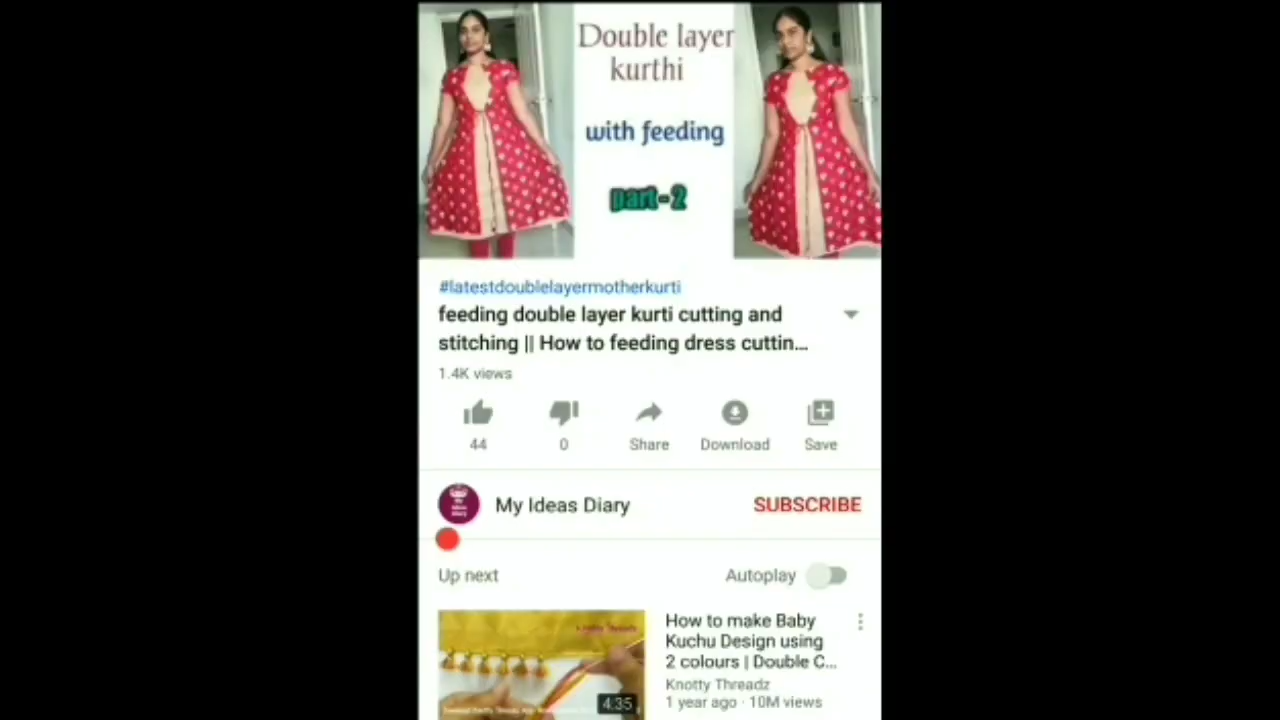 Double layer
kurthi
with feeding
part-2
#latestdoublelayermotherkurti
feeding double layer kurti cutting and
stitching || How to feeding dress cuttin...
1.4K views
44
0
Share
Download
Save
My Ideas Diary
SUBSCRIBE
Up next
Autoplay
How to make Baby
Kuchu Design using
2 colours | Double C...
Knotty Threadz
1 year ago · 10M views
4:35